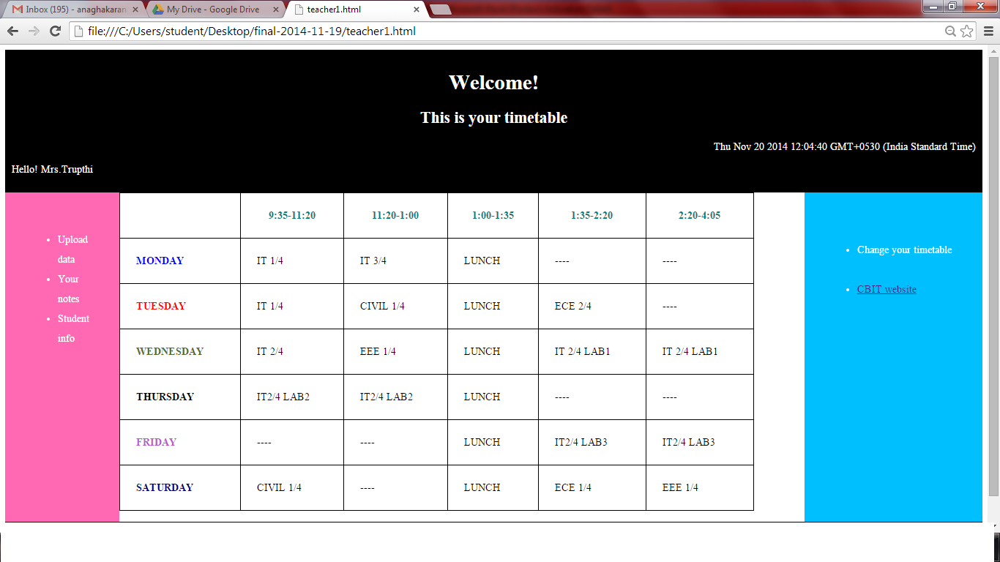 Inbox (195) - anaghakaran
My Drive - Google Drive
teacher1.html
file:///C:/Users/student/Desktop/final-2014-11-19/teacher1.html
Welcome!
This is your timetable
Thu Nov 20 2014 12:04:40 GMT+0530 (India Standard Time)
Hello! Mrs.Trupthi
Upload
data
Your
notes
Student
info
9:35-11:20 11:20-1:00 1:00-1:35 1:35-2:20 2:20-4:05
MONDAY IT 1/4 IT 3/4 LUNCH ---- ----
TUESDAY IT 1/4 CIVIL 1/4 LUNCH ECE 2/4 ----
WEDNESDAY IT 2/4 EEE 1/4 LUNCH IT 2/4 LAB1 IT 2/4 LAB1
THURSDAY IT2/4 LAB2 IT2/4 LAB2 LUNCH ---- ----
FRIDAY ---- ---- LUNCH IT2/4 LAB3 IT2/4 LAB3
SATURDAY CIVIL 1/4 ---- LUNCH ECE 1/4 EEE 1/4
Change your timetable
CBIT website